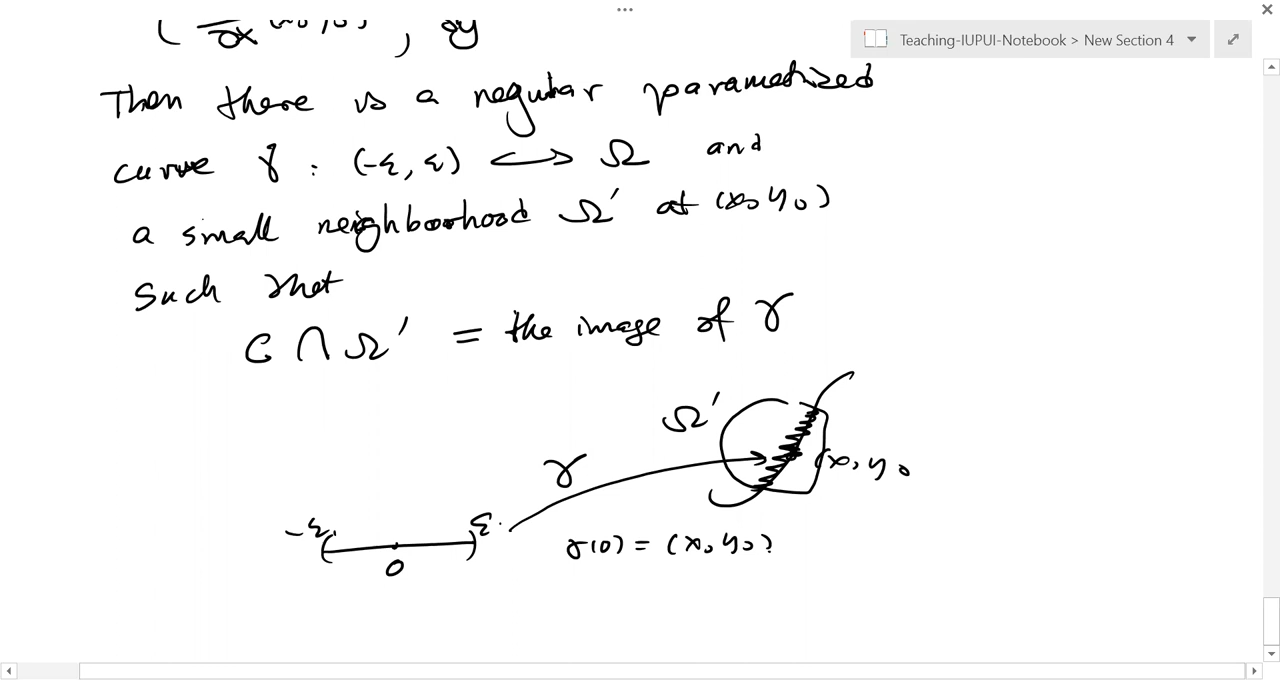 Teaching-IUPUI-Notebook > New Section 4
Then there is a regular parametrized
curve γ : (-ε, ε) ↪→ Ω and
a small neighborhood Ω' at (x₀, y₀)
such that
C ∩ Ω' = the image of γ
Ω'
γ
(x₀, y₀
-ε
ε
0
γ(0) = (x₀, y₀)